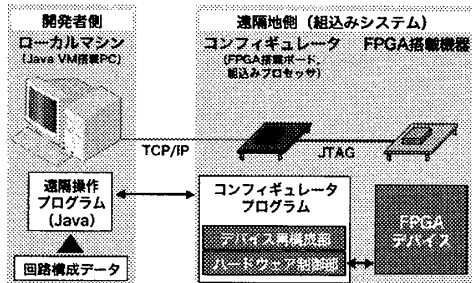 開発者側
ローカルマシン
(Java VM搭載PC)
遠隔地側（組込みシステム）
コンフィギュレータ
FPGA搭載機器
(FPGA搭載ボード,
組込みプロセッサ)
TCP/IP
JTAG
遠隔操作
プログラム
(Java)
回路構成データ
コンフィギュレータ
プログラム
デバイス再構成部
ハードウェア制御部
FPGA
デバイス